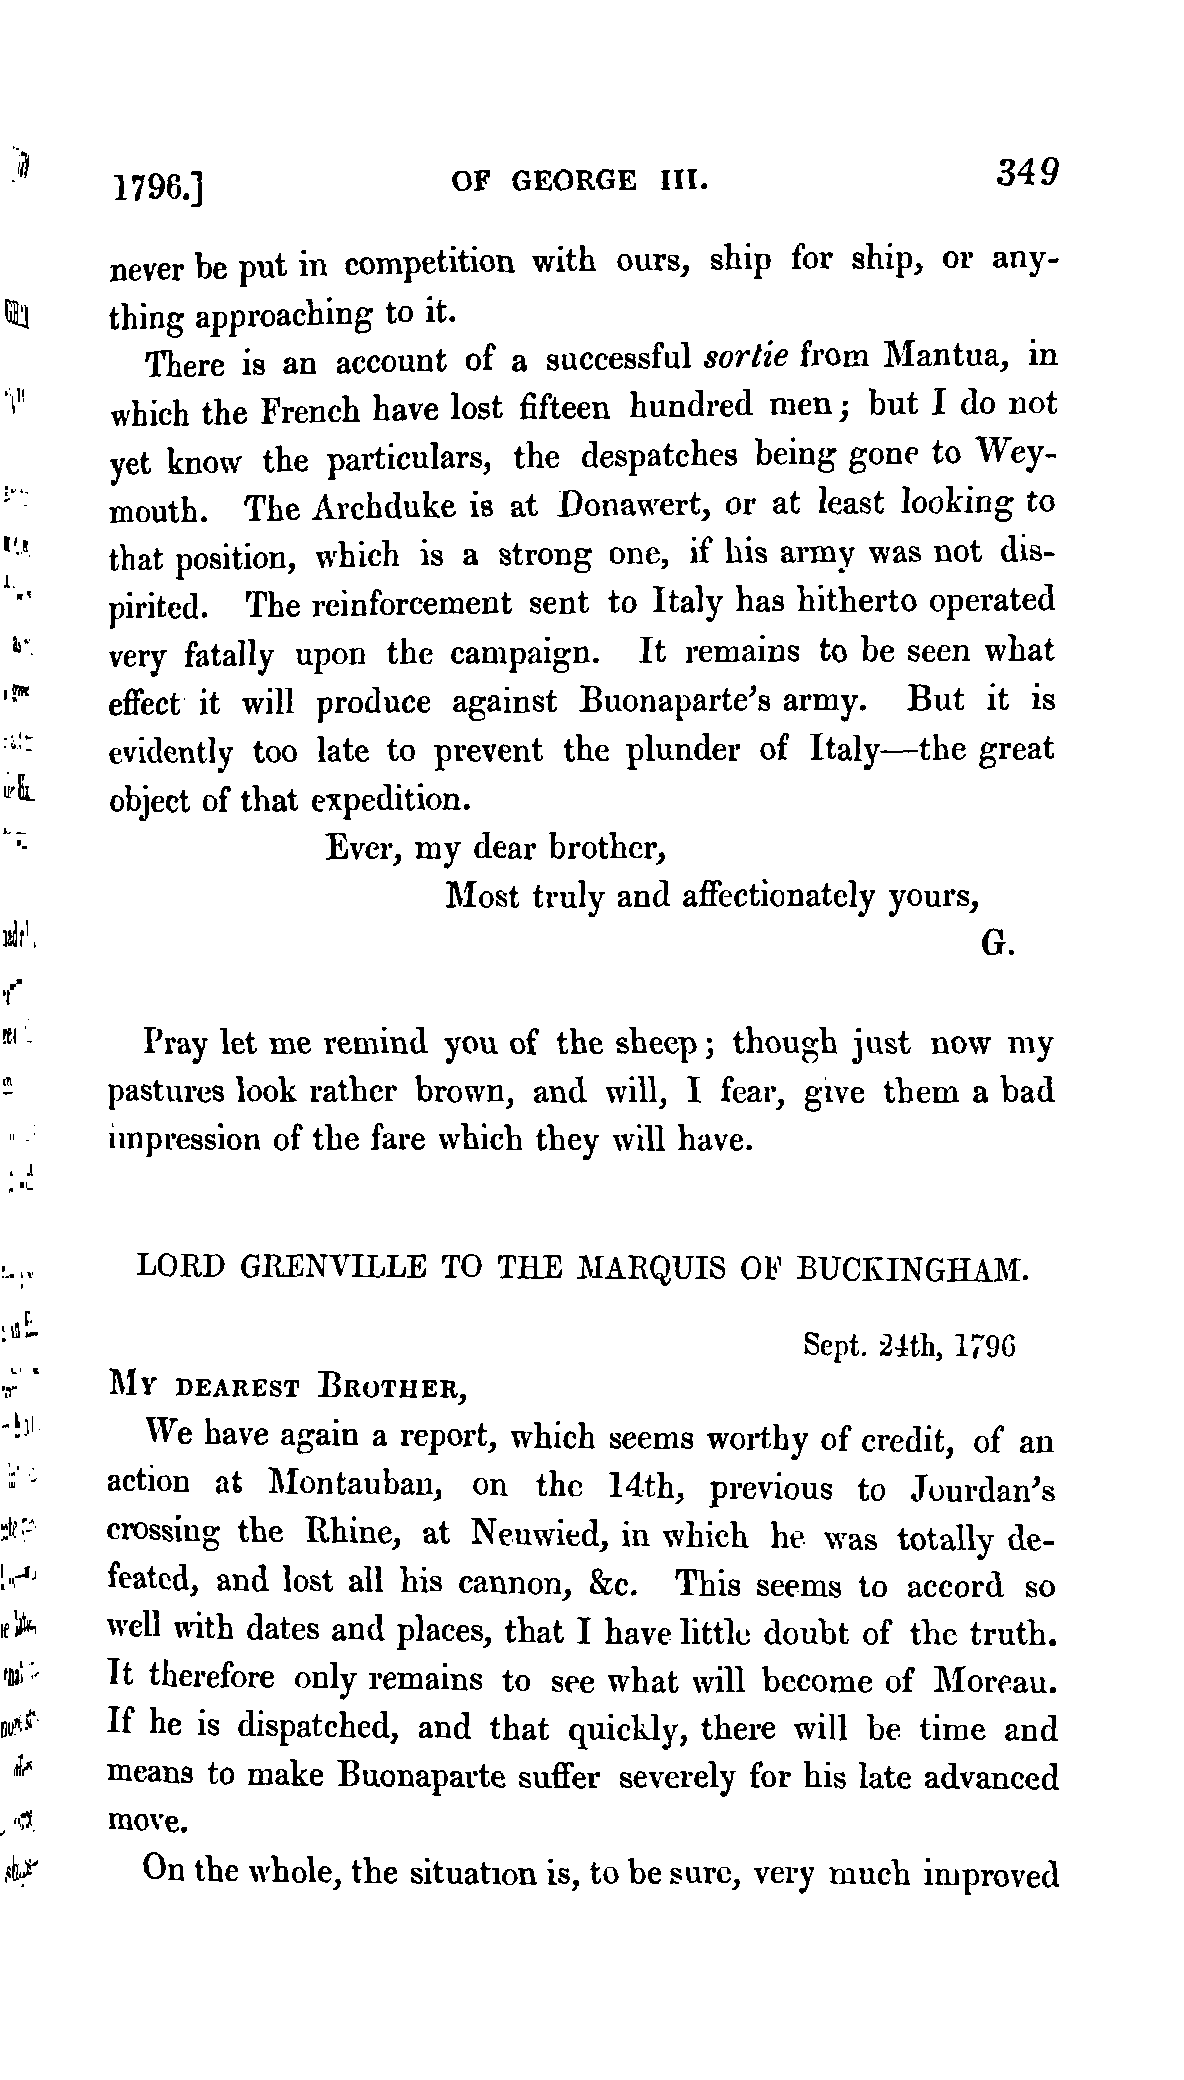 1796.] OF GEORGE III. 349
never be put in competition with ours, ship for ship, or any-
thing approaching to it.
There is an account of a successful sortie from Mantua, in
which the French have lost fifteen hundred men; but I do not
yet know the particulars, the despatches being gone to Wey-
mouth. The Archduke is at Donawert, or at least looking to
that position, which is a strong one, if his army was not dis-
pirited. The reinforcement sent to Italy has hitherto operated
very fatally upon the campaign. It remains to be seen what
effect it will produce against Buonaparte's army. But it is
evidently too late to prevent the plunder of Italy—the great
object of that expedition.
Ever, my dear brother,
Most truly and affectionately yours,
G.
Pray let me remind you of the sheep; though just now my
pastures look rather brown, and will, I fear, give them a bad
impression of the fare which they will have.
LORD GRENVILLE TO THE MARQUIS OF BUCKINGHAM.
Sept. 24th, 1796
MY DEAREST BROTHER,
We have again a report, which seems worthy of credit, of an
action at Montauban, on the 14th, previous to Jourdan's
crossing the Rhine, at Neuwied, in which he was totally de-
feated, and lost all his cannon, &c. This seems to accord so
well with dates and places, that I have little doubt of the truth.
It therefore only remains to see what will become of Moreau.
If he is dispatched, and that quickly, there will be time and
means to make Buonaparte suffer severely for his late advanced
move.
On the whole, the situation is, to be sure, very much improved